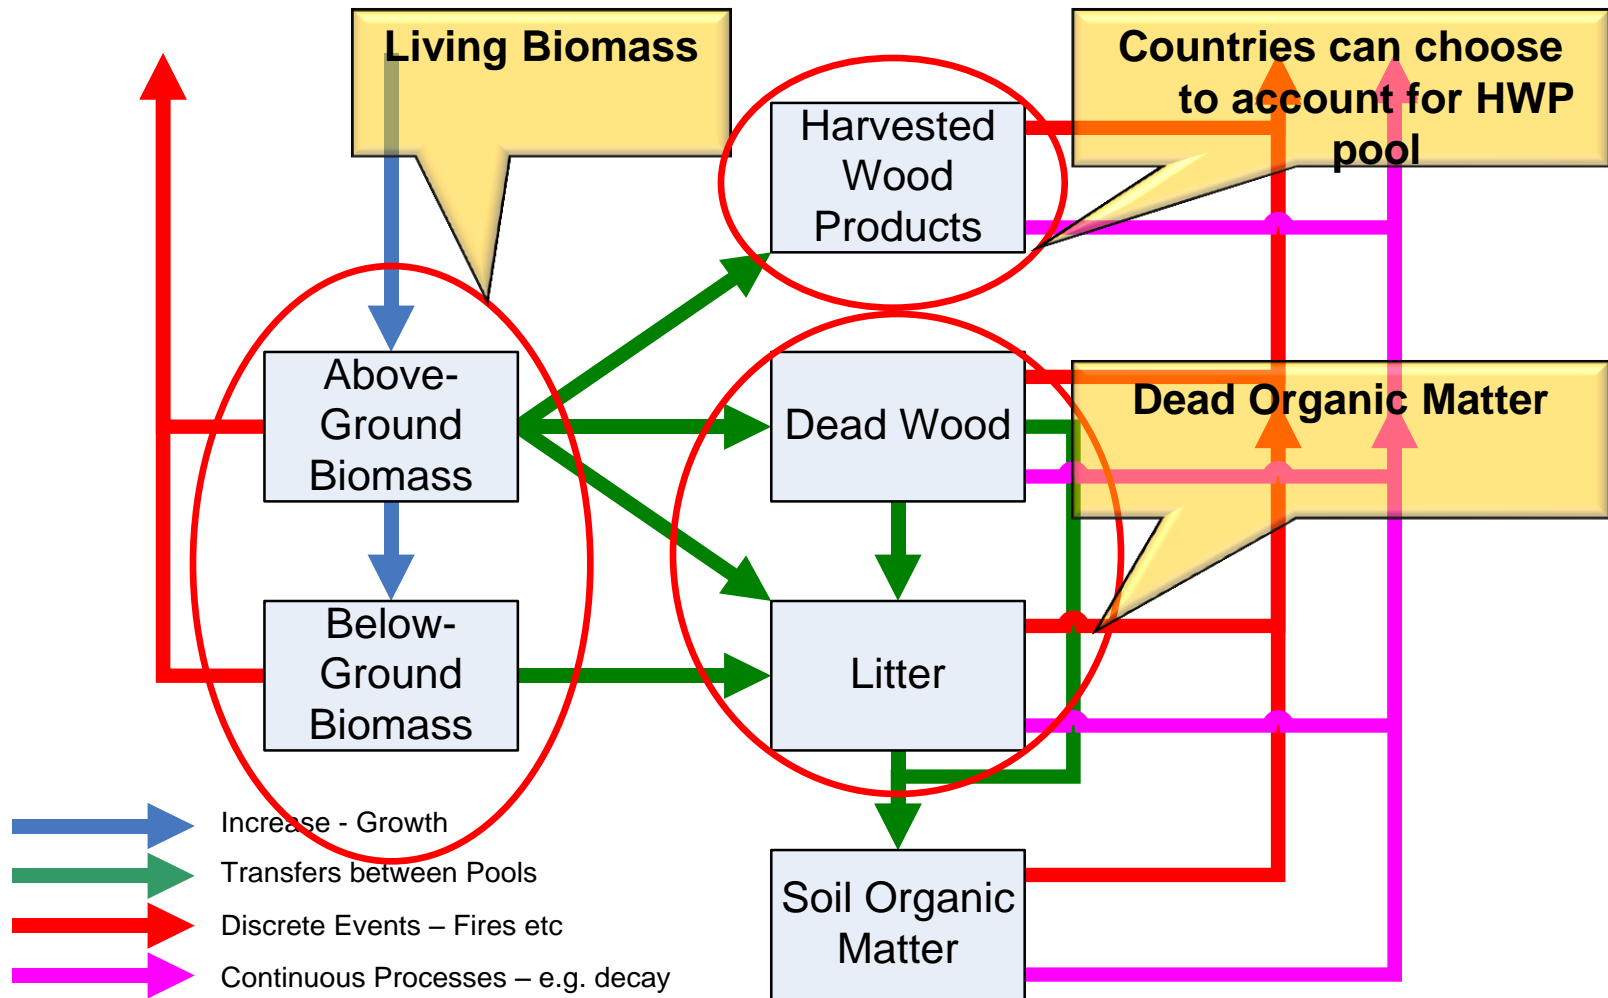 Living Biomass
Countries can choose
to account for HWP
pool
Harvested
Wood
Products
Above-
Ground
Biomass
Dead Wood
Dead Organic Matter
Below-
Ground
Biomass
Litter
Soil Organic
Matter
Increase - Growth
Transfers between Pools
Discrete Events – Fires etc
Continuous Processes – e.g. decay